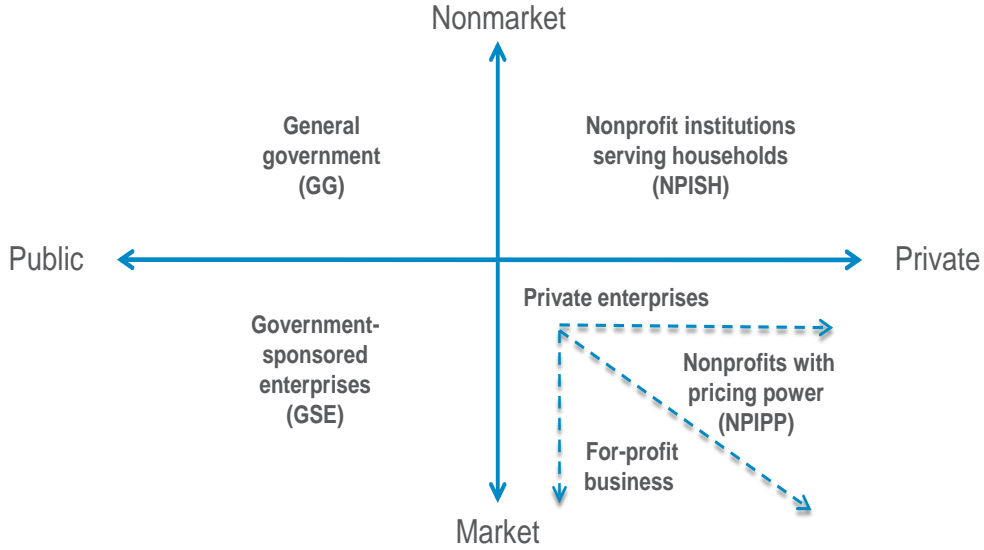 Nonmarket
General
government
(GG)
Nonprofit institutions
serving households
(NPISH)
Public
Private
Private enterprises
Government-
sponsored
enterprises
(GSE)
Nonprofits with
pricing power
(NPIPP)
For-profit
business
Market